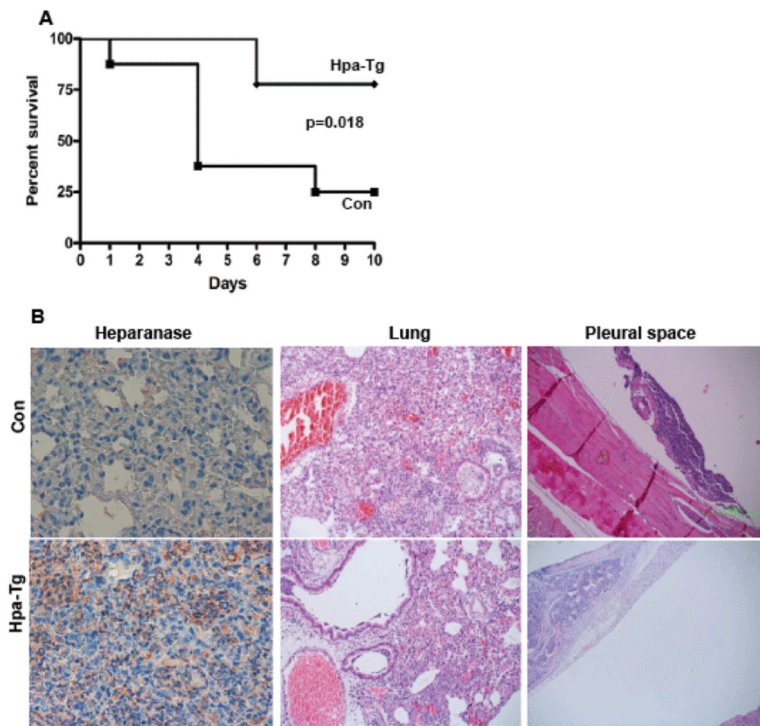 A
100
Hpa-Tg
75
p=0.018
50
25
Con
0
0 1 2 3 4 5 6 7 8 9 10
Percent survival
Days
B
Heparanase Lung Pleural space
Con
Hpa-Tg